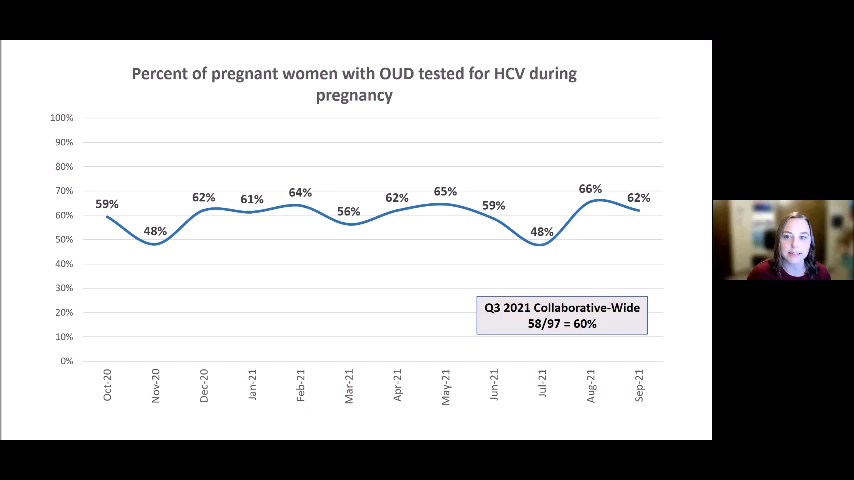 Percent of pregnant women with OUD tested for HCV during
pregnancy
100%
90%
80%
70%
60%
50%
40%
30%
20%
10%
0%
59%
48%
62%
61%
64%
56%
62%
65%
59%
48%
66%
62%
Q3 2021 Collaborative-Wide
58/97 = 60%
Oct-20
Nov-20
Dec-20
Jan-21
Feb-21
Mar-21
Apr-21
May-21
Jun-21
Jul-21
Aug-21
Sep-21